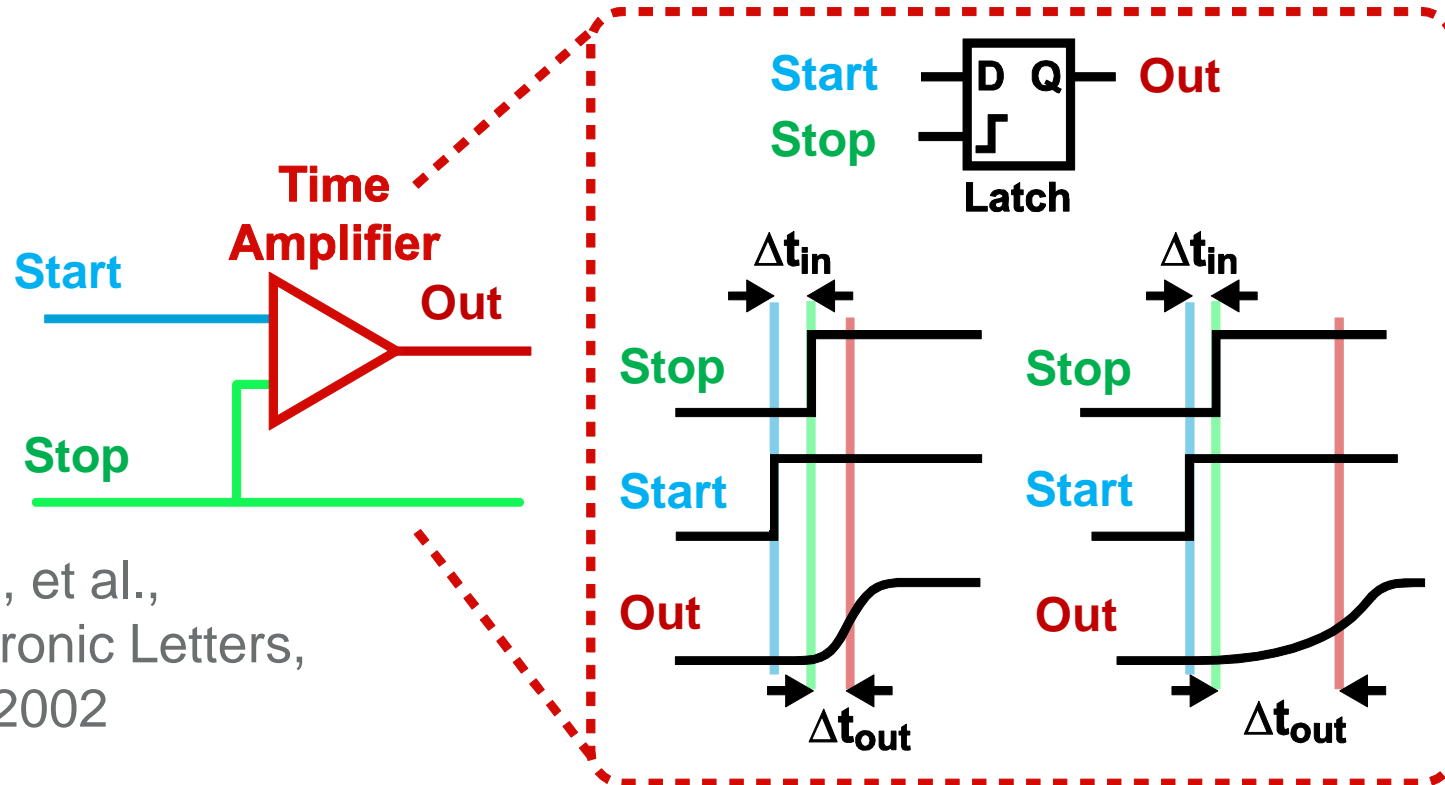 Start
Stop
D Q
Out
Latch
Time
Amplifier
Start
Out
Stop
, et al.,
ronic Letters,
2002
Δtin
Stop
Start
Out
Δtout
Δtin
Stop
Start
Out
Δtout